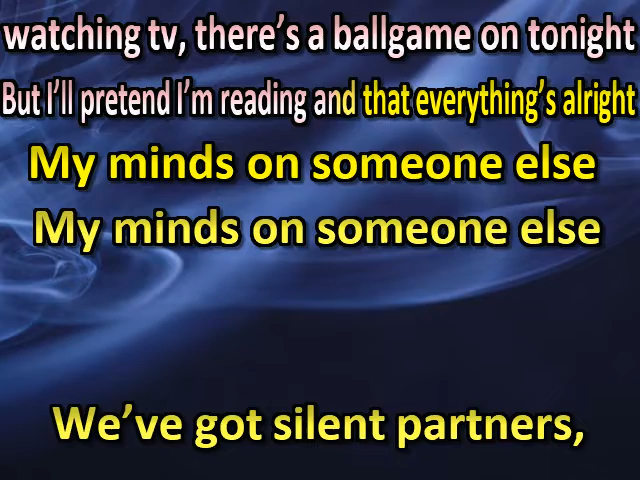 watching tv, there’s a ballgame on tonight
But I’ll pretend I’m reading and that everything’s alright
My minds on someone else
My minds on someone else
We’ve got silent partners,